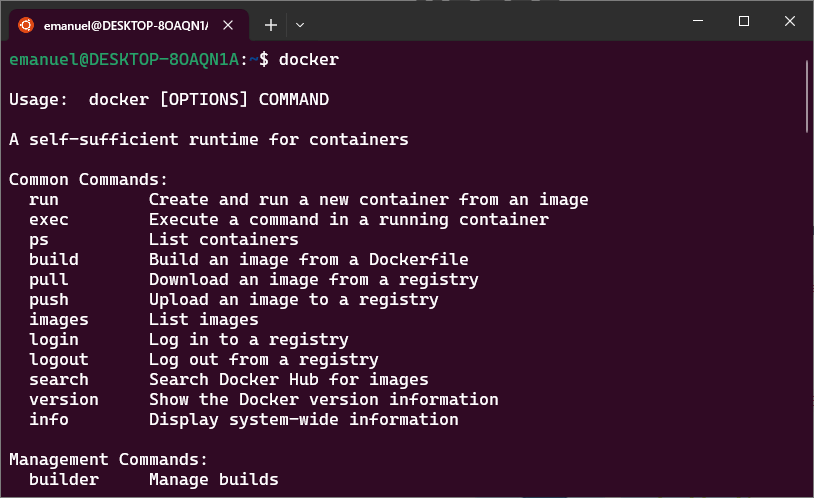 emanuel@DESKTOP-8OAQN1A
emanuel@DESKTOP-8OAQN1A:~$ docker
Usage:  docker [OPTIONS] COMMAND
A self-sufficient runtime for containers
Common Commands:
  run         Create and run a new container from an image
  exec        Execute a command in a running container
  ps          List containers
  build       Build an image from a Dockerfile
  pull        Download an image from a registry
  push        Upload an image to a registry
  images      List images
  login       Log in to a registry
  logout      Log out from a registry
  search      Search Docker Hub for images
  version     Show the Docker version information
  info        Display system-wide information
Management Commands:
  builder     Manage builds